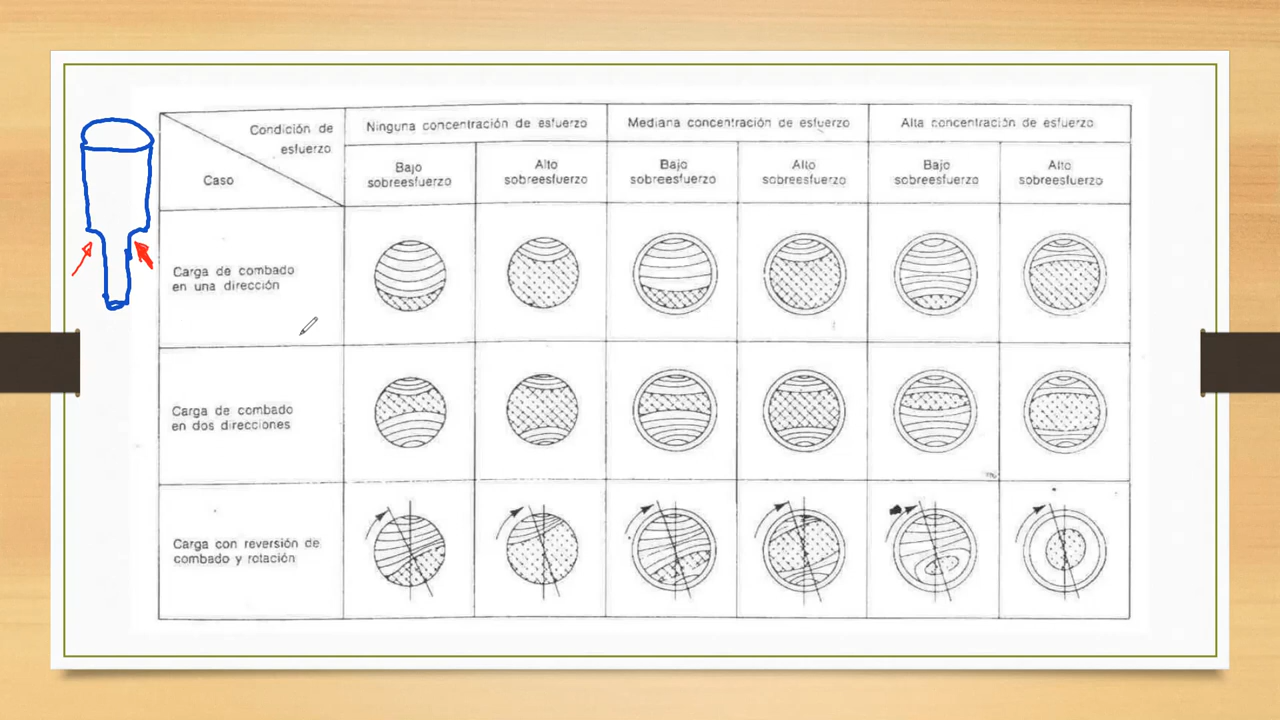 Condición de
esfuerzo
Caso
Ninguna concentración de esfuerzo
Mediana concentración de esfuerzo
Alta concentración de esfuerzo
Bajo
sobreesfuerzo
Alto
sobreesfuerzo
Bajo
sobreesfuerzo
Alto
sobreesfuerzo
Bajo
sobreesfuerzo
Alto
sobreesfuerzo
Carga de combado
en una dirección
Carga de combado
en dos direcciones
Carga con reversión de
combado y rotación